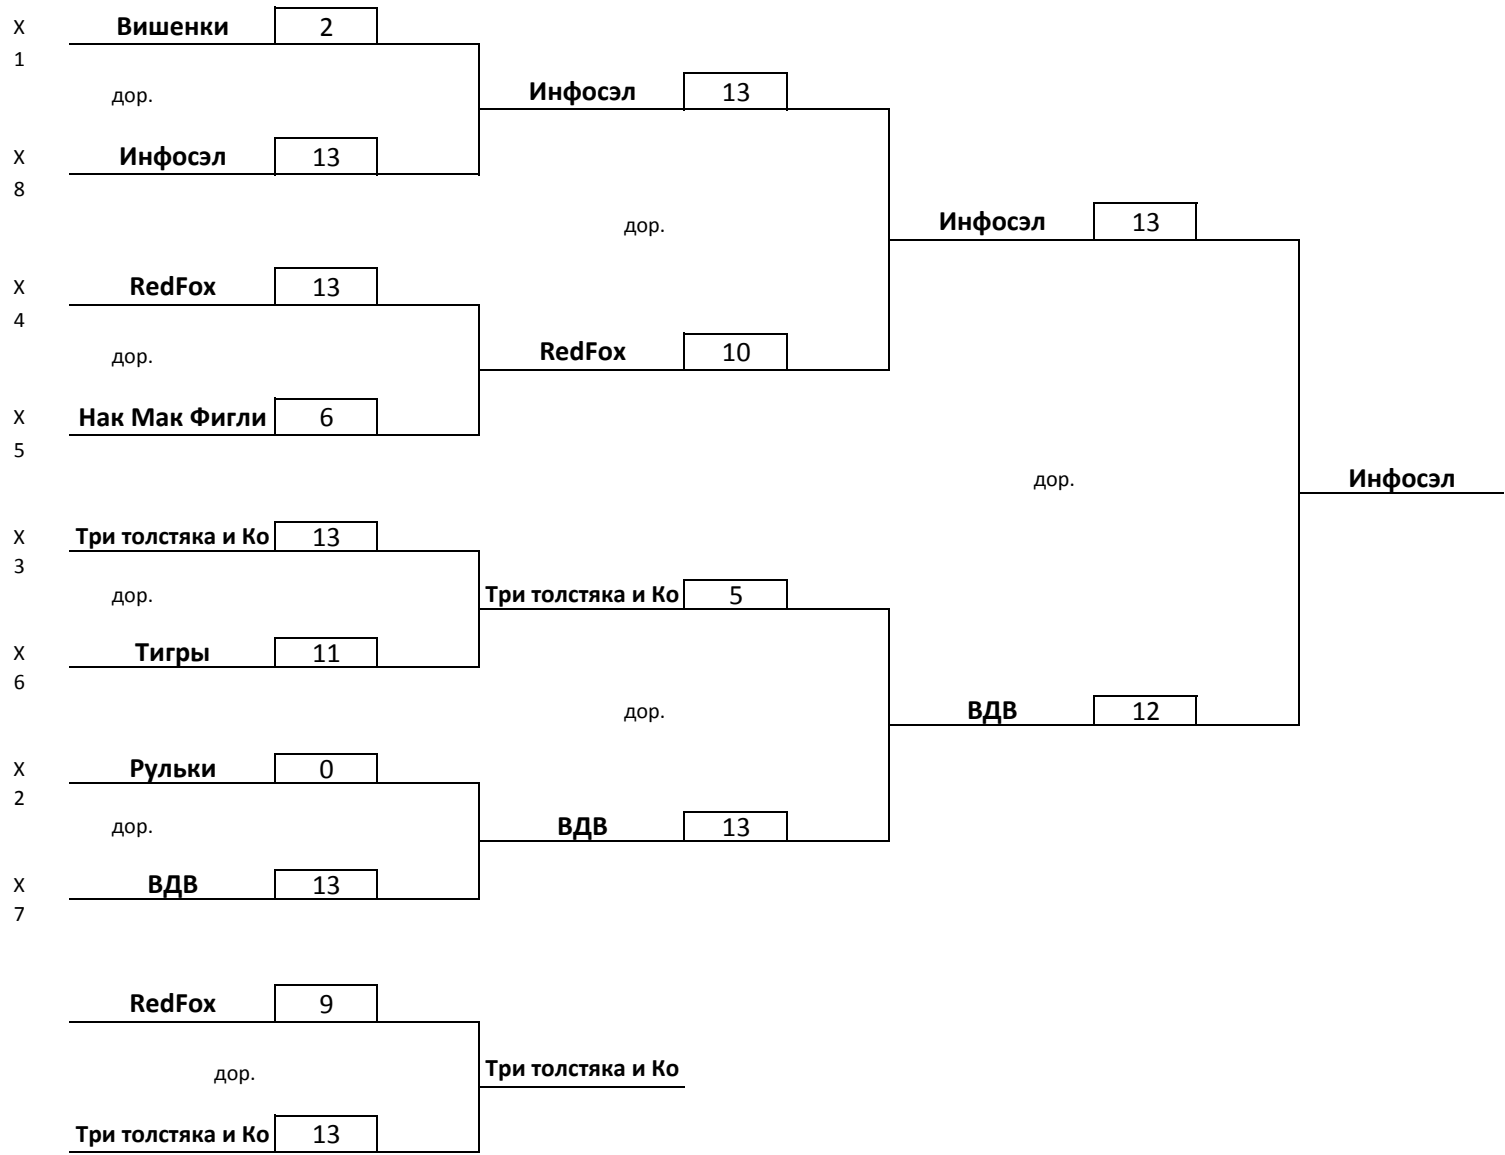 X Вишенки 2
1
дор.
Инфосэл 13
X Инфосэл 13
8
дор.
Инфосэл 13
X RedFox 13
4
дор.
RedFox 10
X Нак Мак Фигли 6
5
дор.
Инфосэл
X Три толстяка и Ко 13
3
дор.
Три толстяка и Ко 5
X Тигры 11
6
дор.
ВДВ 12
X Рульки 0
2
дор.
ВДВ 13
X ВДВ 13
7
RedFox 9
дор.
Три толстяка и Ко
Три толстяка и Ко 13